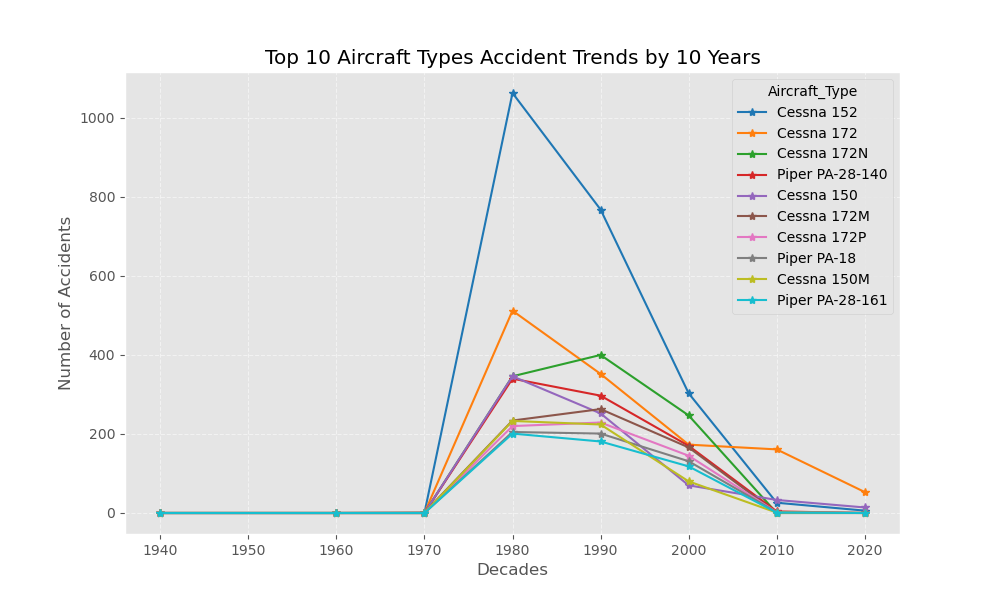 Top 10 Aircraft Types Accident Trends by 10 Years
Number of Accidents
1000
800
600
400
200
0
Aircraft_Type
Cessna 152
Cessna 172
Cessna 172N
Piper PA-28-140
Cessna 150
Cessna 172M
Cessna 172P
Piper PA-18
Cessna 150M
Piper PA-28-161
1940 1950 1960 1970 1980 1990 2000 2010 2020
Decades